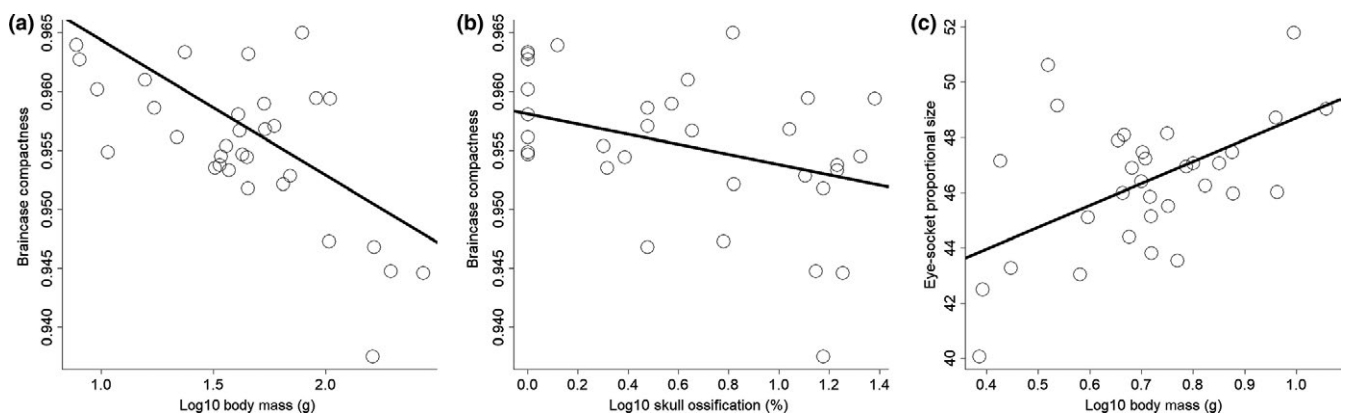 (a)
0.965
0.960
0.955
0.950
0.945
0.940
Braincase compactness
1.0 1.5 2.0
Log10 body mass (g)
(b)
0.965
0.960
0.955
0.950
0.945
0.940
Braincase compactness
0.0 0.2 0.4 0.6 0.8 1.0 1.2 1.4
Log10 skull ossification (%)
(c)
52
50
48
46
44
42
40
Eye-socket proportional size
0.4 0.5 0.6 0.7 0.8 0.9 1.0
Log10 body mass (g)